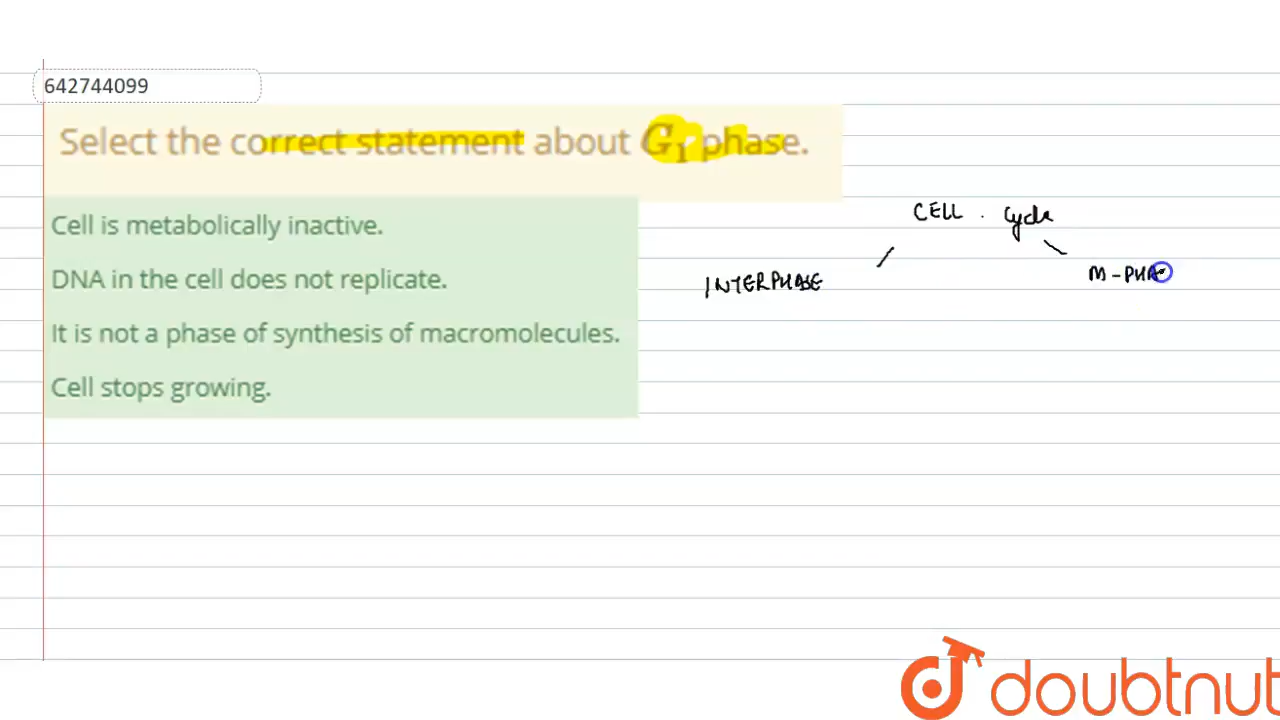 642744099
Select the correct statement about G₁ phase.
Cell is metabolically inactive.
DNA in the cell does not replicate.
It is not a phase of synthesis of macromolecules.
Cell stops growing.
CELL . Cycle
INTERPHASE
M-PHA
doubtnut